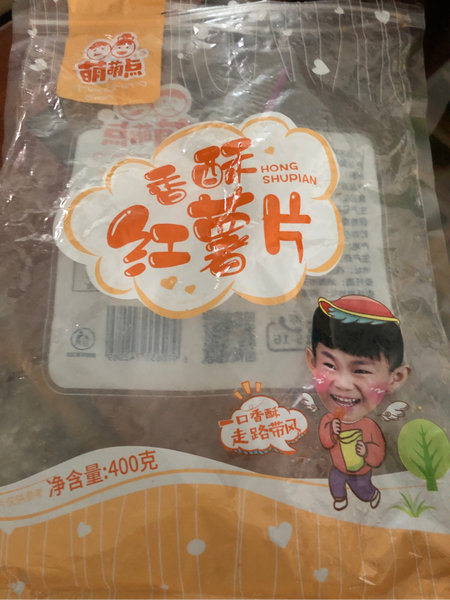 萌萌点
香酥
HONG
SHUPIAN
红薯片
一口香酥
走路带风
净含量:400克